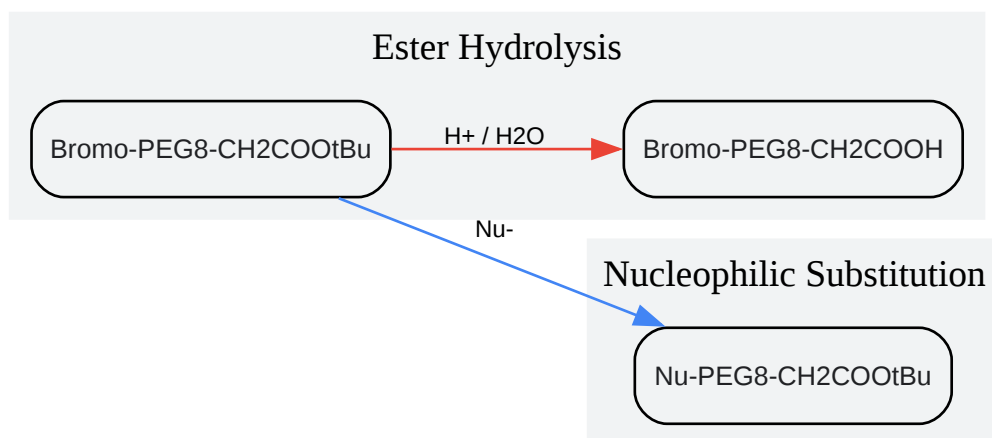 Ester Hydrolysis
Bromo-PEG8-CH2COOtBu
H+ / H2O
Bromo-PEG8-CH2COOH
Nu-
Nucleophilic Substitution
Nu-PEG8-CH2COOtBu